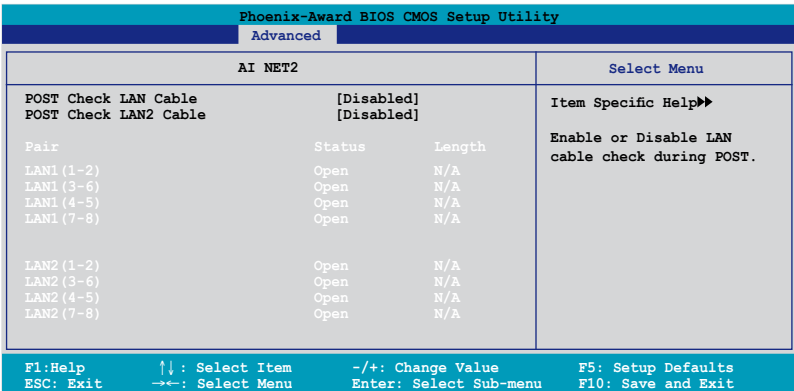 Phoenix-Award BIOS CMOS Setup Utility
Advanced
AI NET2
Select Menu
POST Check LAN Cable [Disabled]
POST Check LAN2 Cable [Disabled]
Pair Status Length
LAN1(1-2) Open N/A
LAN1(3-6) Open N/A
LAN1(4-5) Open N/A
LAN1(7-8) Open N/A
LAN2(1-2) Open N/A
LAN2(3-6) Open N/A
LAN2(4-5) Open N/A
LAN2(7-8) Open N/A
Item Specific Help▶▶
Enable or Disable LAN
cable check during POST.
F1:Help ↑↓ : Select Item -/+: Change Value F5: Setup Defaults
ESC: Exit →←: Select Menu Enter: Select Sub-menu F10: Save and Exit